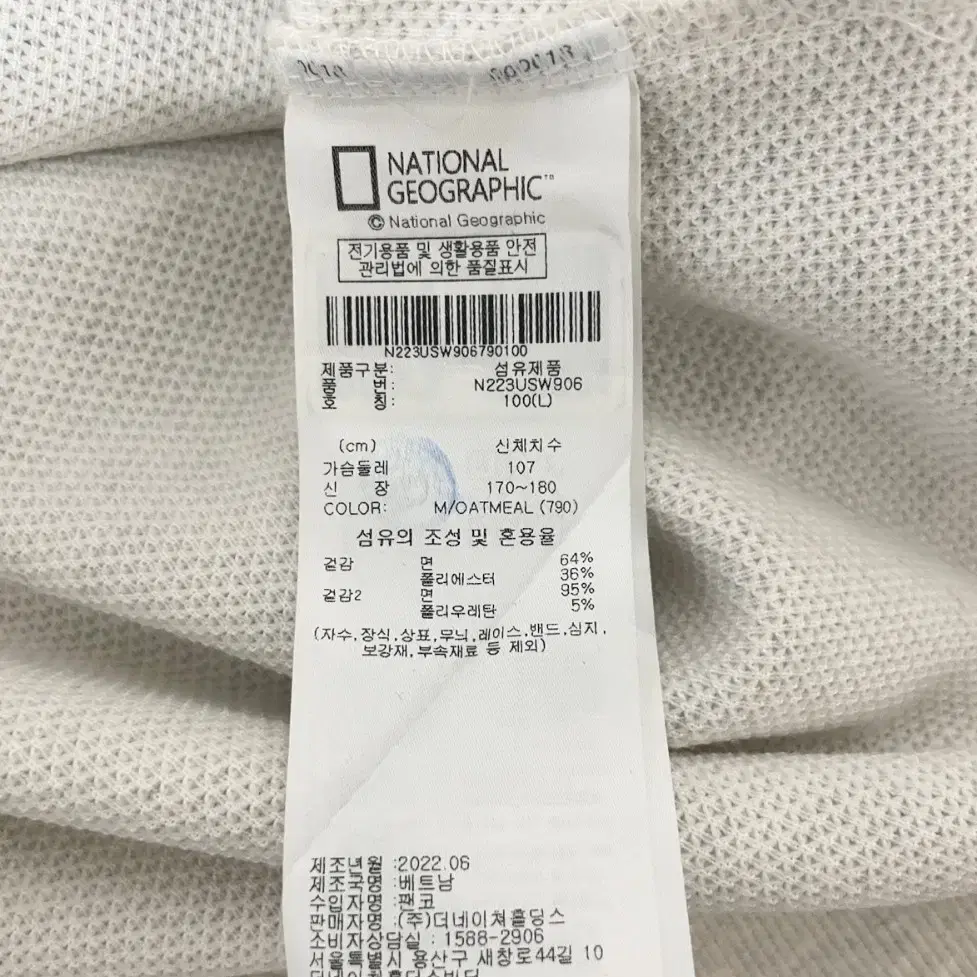 NATIONAL
GEOGRAPHIC™
© National Geographic
전기용품 및 생활용품 안전
관리법에 의한 품질표시
N223USW906790100
제품구분: 섬유제품
품 번: N223USW906
호 칭: 100(L)
(cm) 신체치수
가슴둘레 107
신 장 170~180
COLOR: M/OATMEAL (790)
섬유의 조성 및 혼용율
겉감 면 64%
폴리에스터 36%
겉감2 면 95%
폴리우레탄 5%
(자수,장식,상표,무늬,레이스,밴드,심지,
보강재,부속재료 등 제외)
제조년월 :2022.06
제조국명 :베트남
수입자명 :팬코
판매자명 :(주)더네이쳐홀딩스
소비자상담실 : 1588-2906
서울특별시 용산구 새창로44길 10